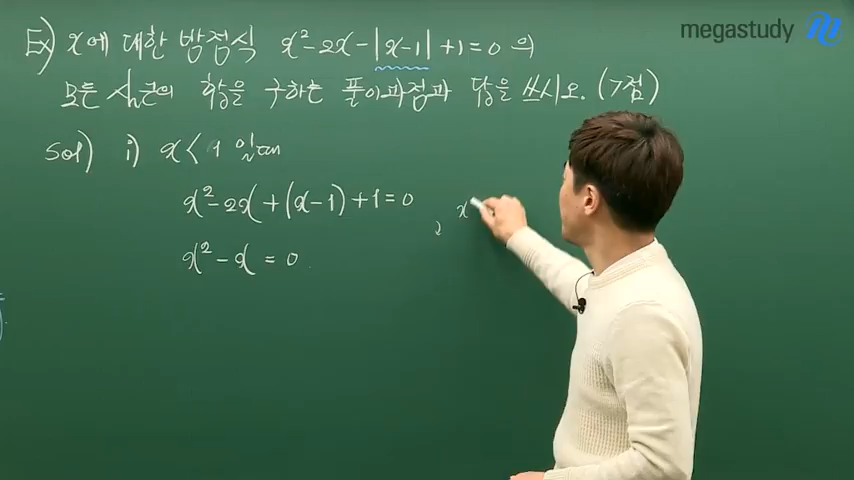 megastudy
Ex) x에 대한 방정식 x²-2x-|x-1|+1=0 의
모든 실근의 합을 구하는 풀이과정과 답을 쓰시오. (7점)
Sol) i) x<1 일때
x²-2x+(x-1)+1=0
x
x²-x=0